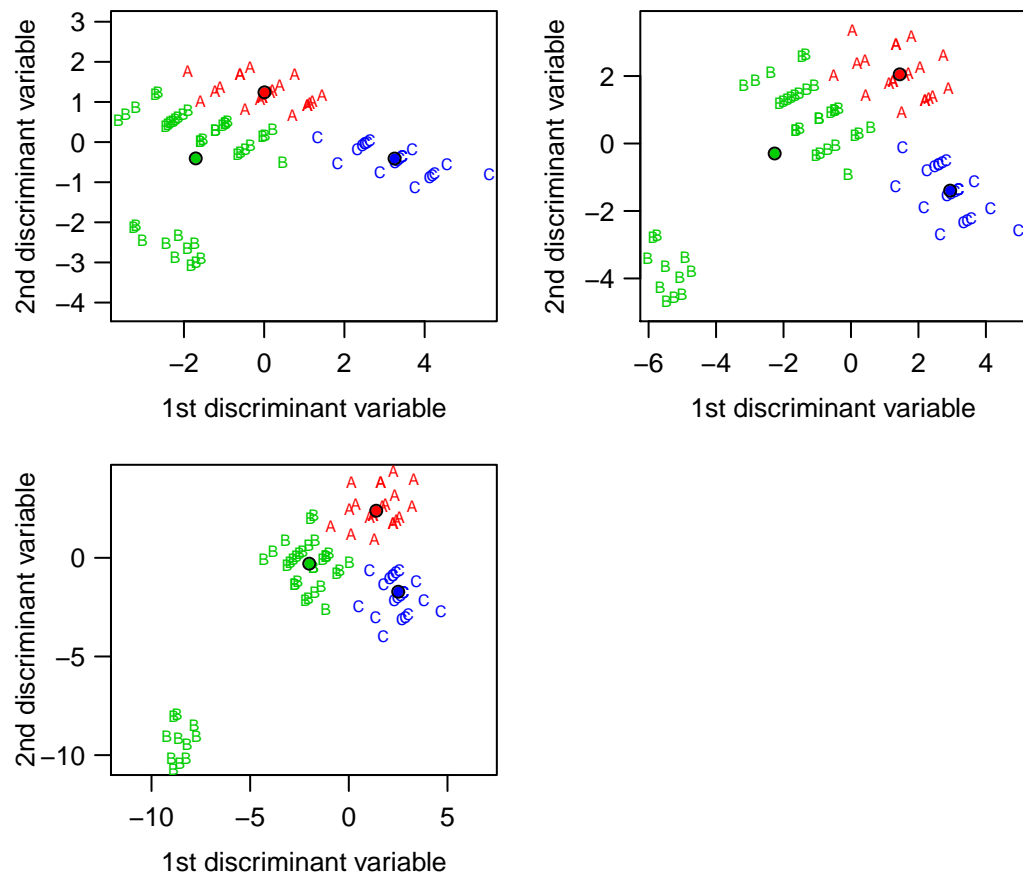 3
2
1
0
−1
−2
−3
−4
2nd discriminant variable
−2 0 2 4
1st discriminant variable
A B C
2
0
−2
−4
2nd discriminant variable
−6 −4 −2 0 2 4
1st discriminant variable
A B C
0
−5
−10
2nd discriminant variable
−10 −5 0 5
1st discriminant variable
A B C